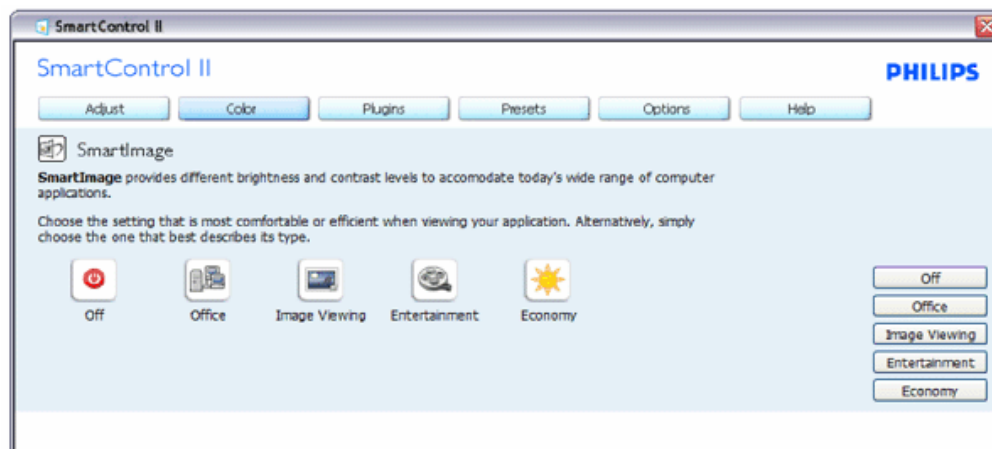 SmartControl II
SmartControl II
PHILIPS
Adjust
Color
Plugins
Presets
Options
Help
SmartImage
SmartImage provides different brightness and contrast levels to accomodate today's wide range of computer
applications.
Choose the setting that is most comfortable or efficient when viewing your application. Alternatively, simply
choose the one that best describes its type.
Off
Office
Image Viewing
Entertainment
Economy
Off
Office
Image Viewing
Entertainment
Economy